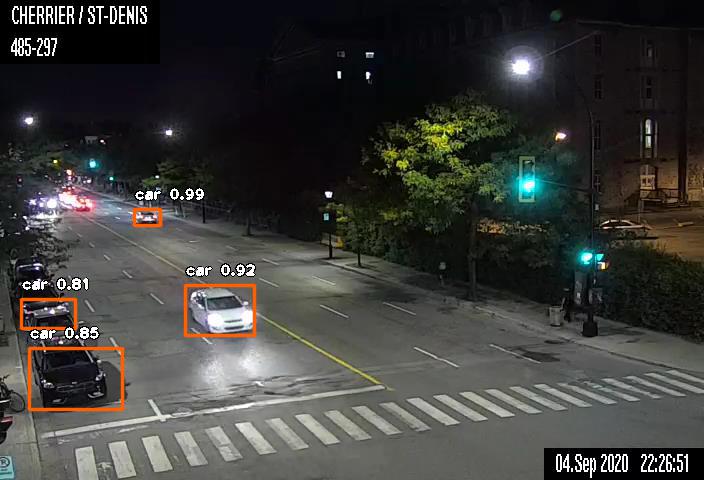 CHERRIER / ST-DENIS
485-297
car 0.99
car 0.92
car 0.81
car 0.85
04.Sep 2020 22:26:51